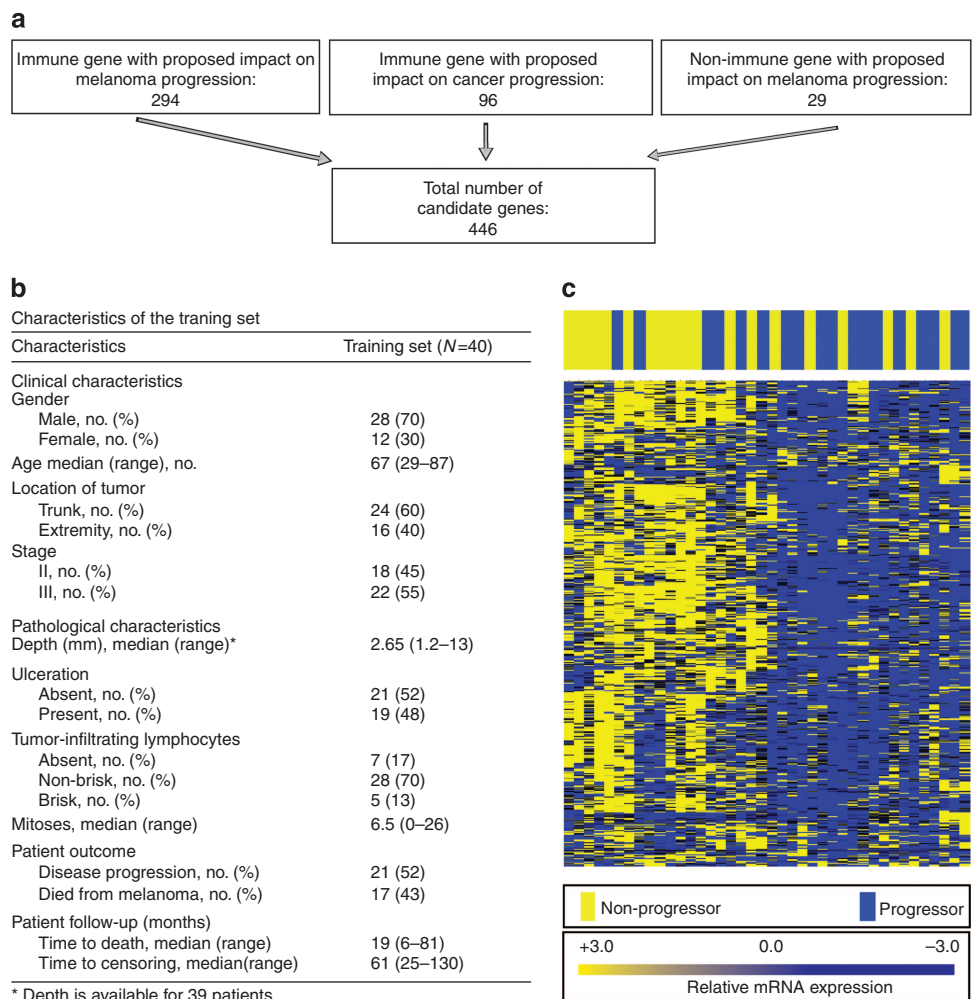 a
Immune gene with proposed impact on
melanoma progression:
294
Immune gene with proposed
impact on cancer progression:
96
Non-immune gene with proposed
impact on melanoma progression:
29
Total number of
candidate genes:
446
b
Characteristics of the traning set
Characteristics Training set (N=40)
Clinical characteristics
Gender
Male, no. (%) 28 (70)
Female, no. (%) 12 (30)
Age median (range), no. 67 (29–87)
Location of tumor
Trunk, no. (%) 24 (60)
Extremity, no. (%) 16 (40)
Stage
II, no. (%) 18 (45)
III, no. (%) 22 (55)
Pathological characteristics
Depth (mm), median (range)* 2.65 (1.2–13)
Ulceration
Absent, no. (%) 21 (52)
Present, no. (%) 19 (48)
Tumor-infiltrating lymphocytes
Absent, no. (%) 7 (17)
Non-brisk, no. (%) 28 (70)
Brisk, no. (%) 5 (13)
Mitoses, median (range) 6.5 (0–26)
Patient outcome
Disease progression, no. (%) 21 (52)
Died from melanoma, no. (%) 17 (43)
Patient follow-up (months)
Time to death, median (range) 19 (6–81)
Time to censoring, median(range) 61 (25–130)
* Depth is available for 39 patients
c
Non-progressor Progressor
+3.0 0.0 –3.0
Relative mRNA expression